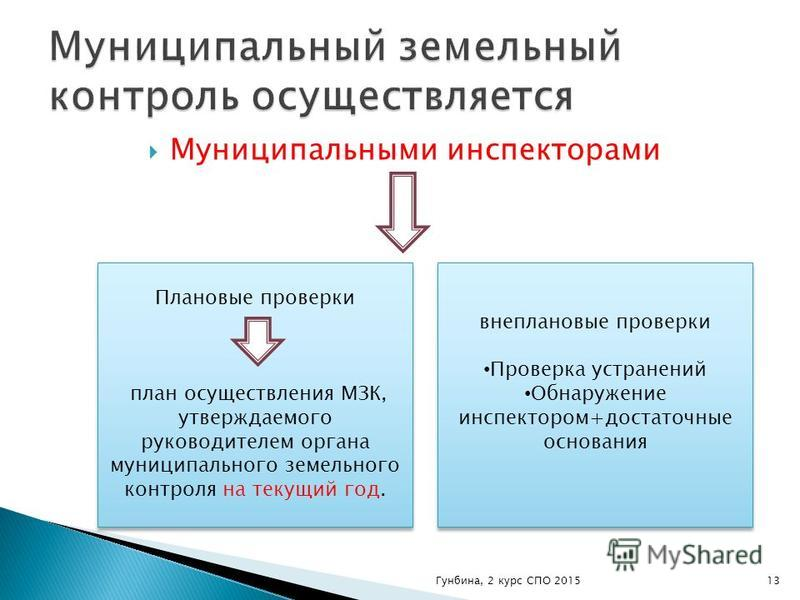 Муниципальный земельный
контроль осуществляется
Муниципальными инспекторами
Плановые проверки
план осуществления МЗК,
утверждаемого
руководителем органа
муниципального земельного
контроля на текущий год.
внеплановые проверки
• Проверка устранений
• Обнаружение
инспектором+достаточные
основания
Гунбина, 2 курс СПО 2015
13
MyShared